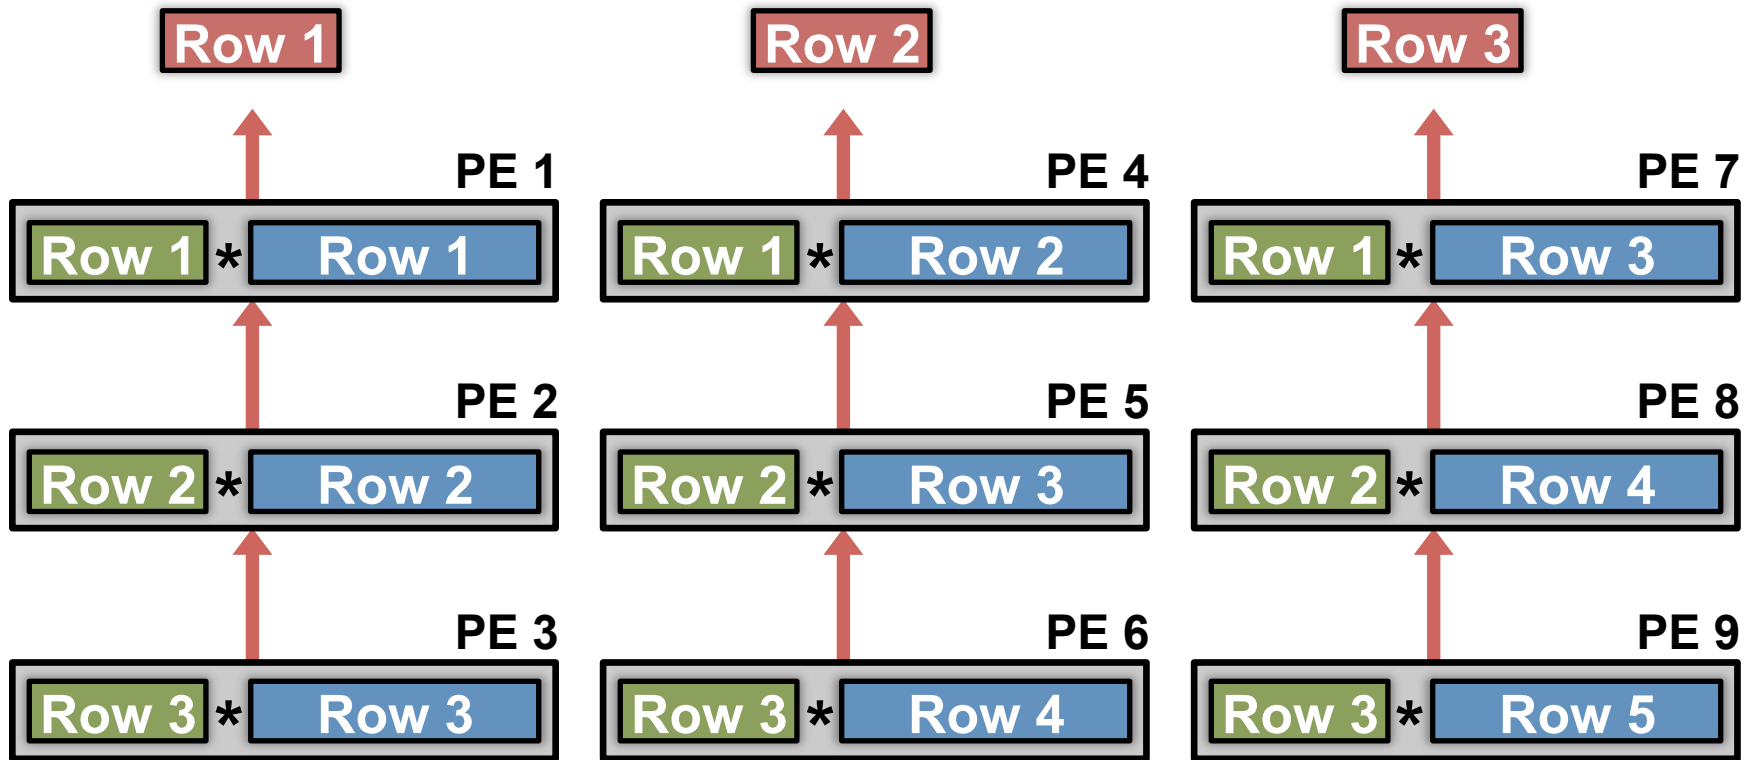 Row 1 Row 2 Row 3
PE 1 PE 4 PE 7
Row 1 * Row 1 Row 1 * Row 2 Row 1 * Row 3
PE 2 PE 5 PE 8
Row 2 * Row 2 Row 2 * Row 3 Row 2 * Row 4
PE 3 PE 6 PE 9
Row 3 * Row 3 Row 3 * Row 4 Row 3 * Row 5